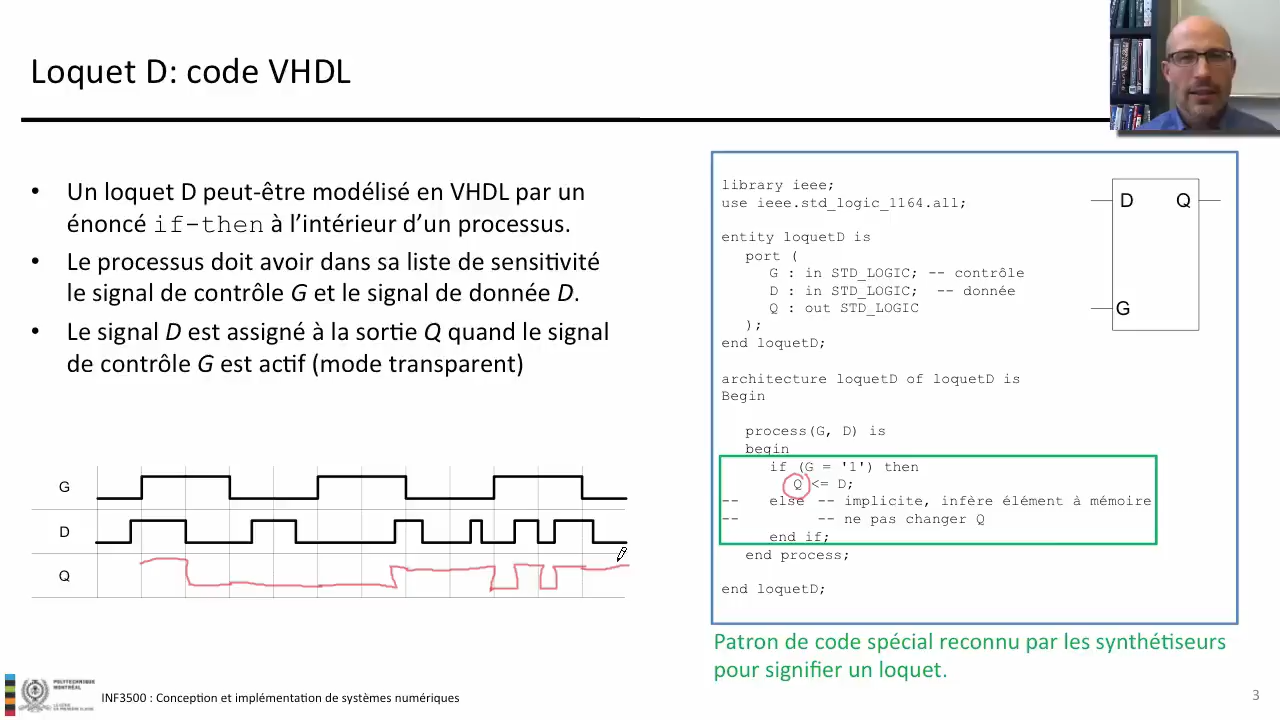 Loquet D: code VHDL
• Un loquet D peut-être modélisé en VHDL par un
énoncé if-then à l'intérieur d'un processus.
• Le processus doit avoir dans sa liste de sensitivité
le signal de contrôle G et le signal de donnée D.
• Le signal D est assigné à la sortie Q quand le signal
de contrôle G est actif (mode transparent)
G
D
Q
library ieee;
use ieee.std_logic_1164.all;
entity loquetD is
port (
G : in STD_LOGIC; -- contrôle
D : in STD_LOGIC; -- donnée
Q : out STD_LOGIC
);
end loquetD;
architecture loquetD of loquetD is
Begin
process(G, D) is
begin
if (G = '1') then
Q <= D;
-- else -- implicite, infère élément à mémoire
-- -- ne pas changer Q
end if;
end process;
end loquetD;
D Q
G
Patron de code spécial reconnu par les synthétiseurs
pour signifier un loquet.
POLYTECHNIQUE
MONTRÉAL
INF3500 : Conception et implémentation de systèmes numériques
3